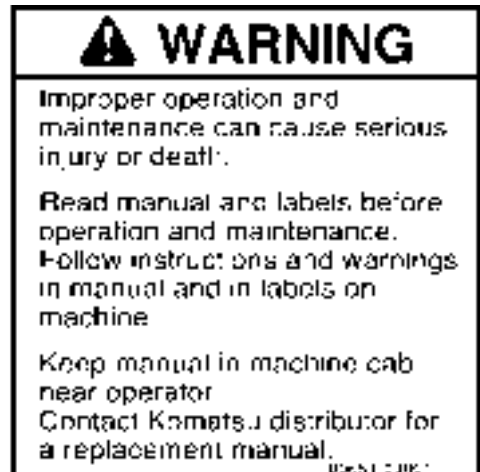 WARNING
Improper operation and
maintenance can cause serious
injury or death.
Read manual and labels before
operation and maintenance.
Follow instructions and warnings
in manual and in labels on
machine
Keep manual in machine cab
near operator
Contact Komatsu distributor for
a replacement manual.